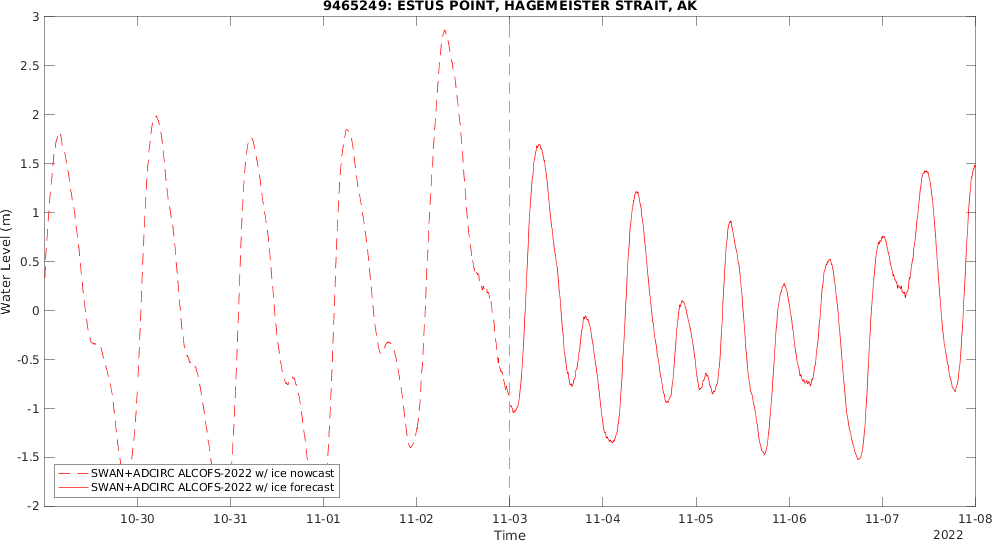 9465249: ESTUS POINT, HAGEMEISTER STRAIT, AK
3
2.5
2
1.5
1
0.5
0
-0.5
-1
-1.5
-2
Water Level (m)
SWAN+ADCIRC ALCOFS-2022 w/ ice nowcast
SWAN+ADCIRC ALCOFS-2022 w/ ice forecast
10-30 10-31 11-01 11-02 11-03 11-04 11-05 11-06 11-07 11-08
Time
2022